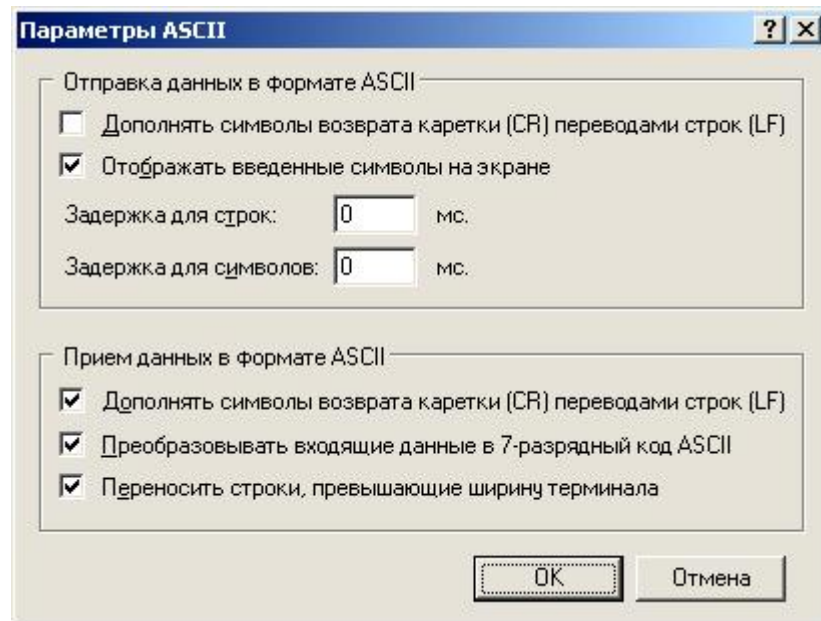 Параметры ASCII
Отправка данных в формате ASCII
Дополнять символы возврата каретки (CR) переводами строк (LF)
Отображать введенные символы на экране
Задержка для строк: 0 мс.
Задержка для символов: 0 мс.
Прием данных в формате ASCII
Дополнять символы возврата каретки (CR) переводами строк (LF)
Преобразовывать входящие данные в 7-разрядный код ASCII
Переносить строки, превышающие ширину терминала
OK Отмена